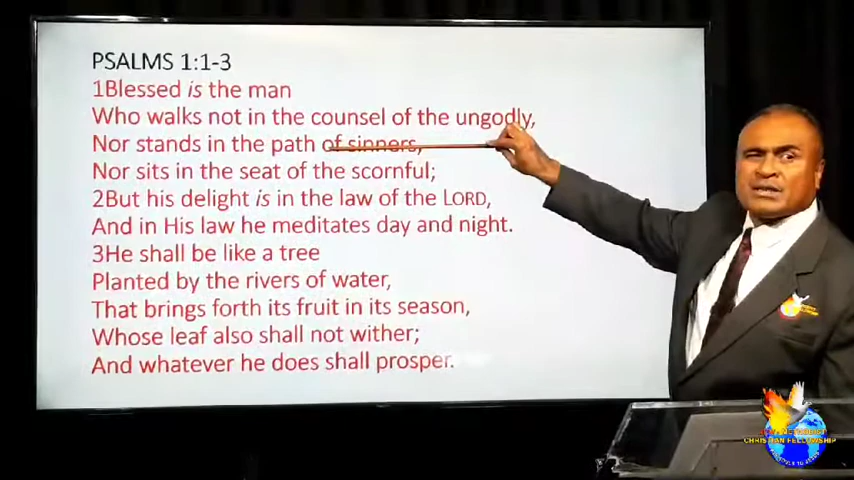 PSALMS 1:1-3
1Blessed is the man
Who walks not in the counsel of the ungodly,
Nor stands in the path of sinners,
Nor sits in the seat of the scornful;
2But his delight is in the law of the LORD,
And in His law he meditates day and night.
3He shall be like a tree
Planted by the rivers of water,
That brings forth its fruit in its season,
Whose leaf also shall not wither;
And whatever he does shall prosper.
CHRISTIAN FELLOWSHIP